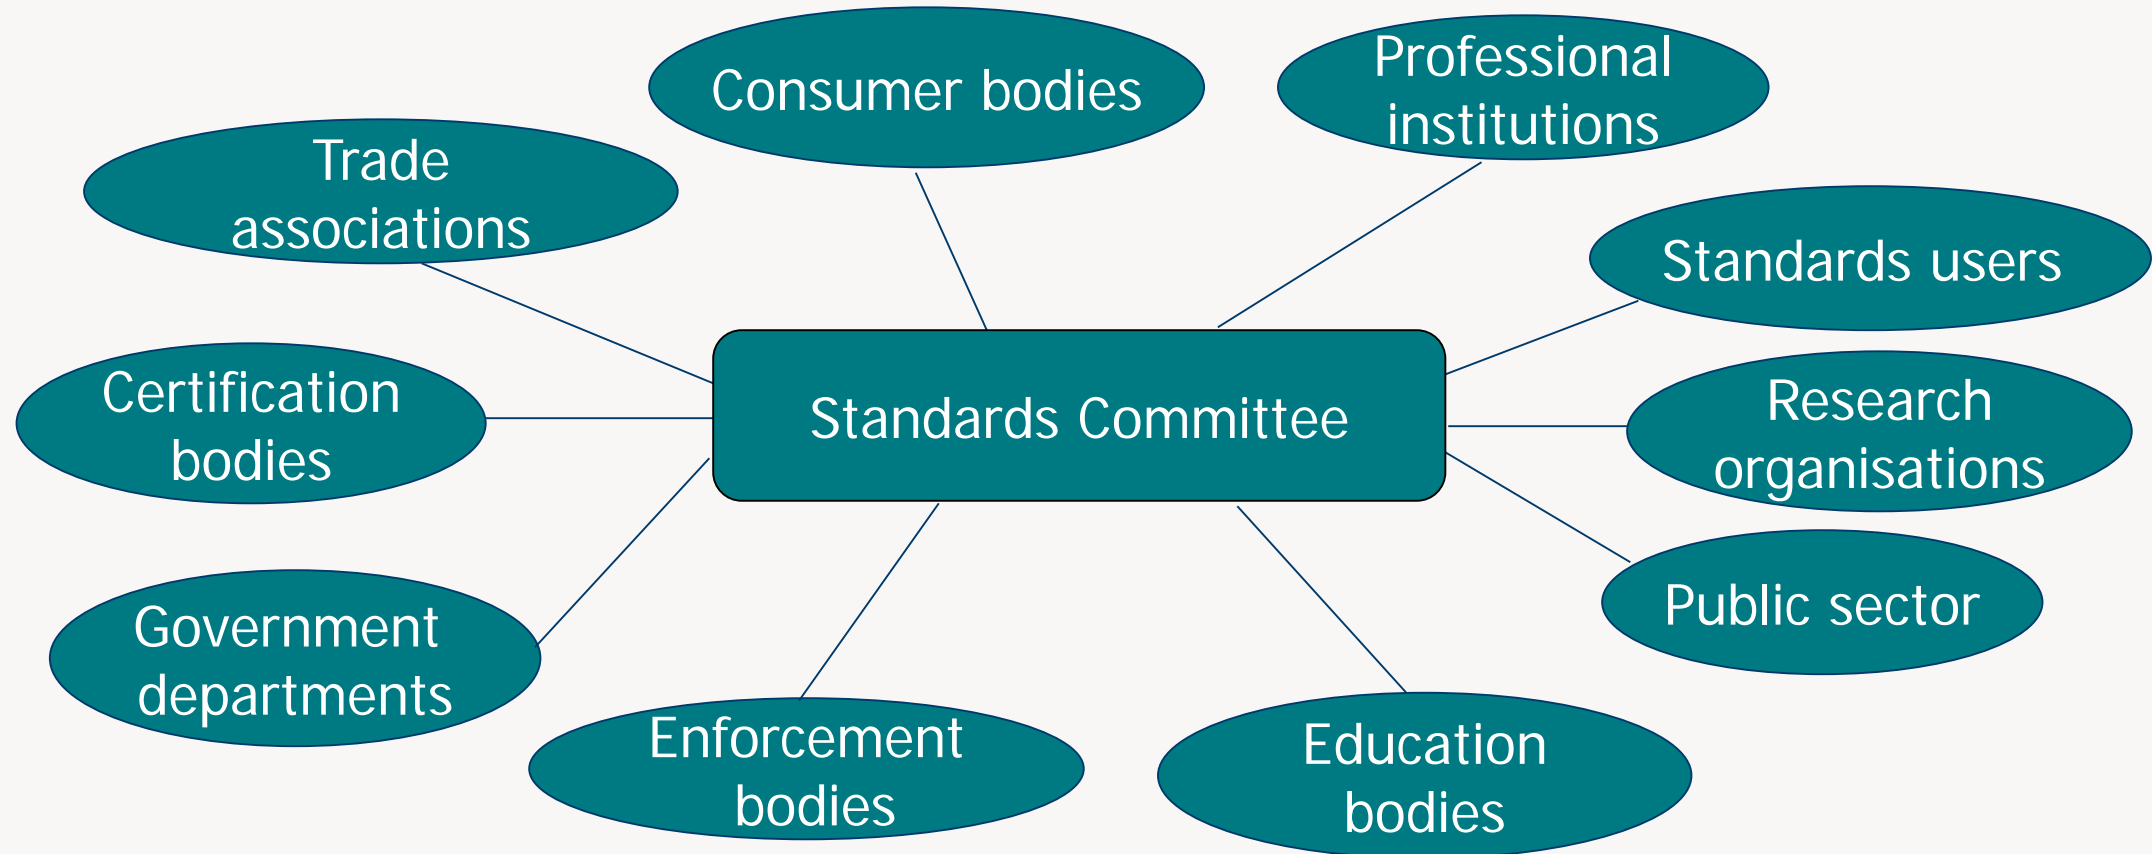 Consumer bodies
Professional
institutions
Trade
associations
Standards users
Certification
bodies
Standards Committee
Research
organisations
Government
departments
Public sector
Enforcement
bodies
Education
bodies